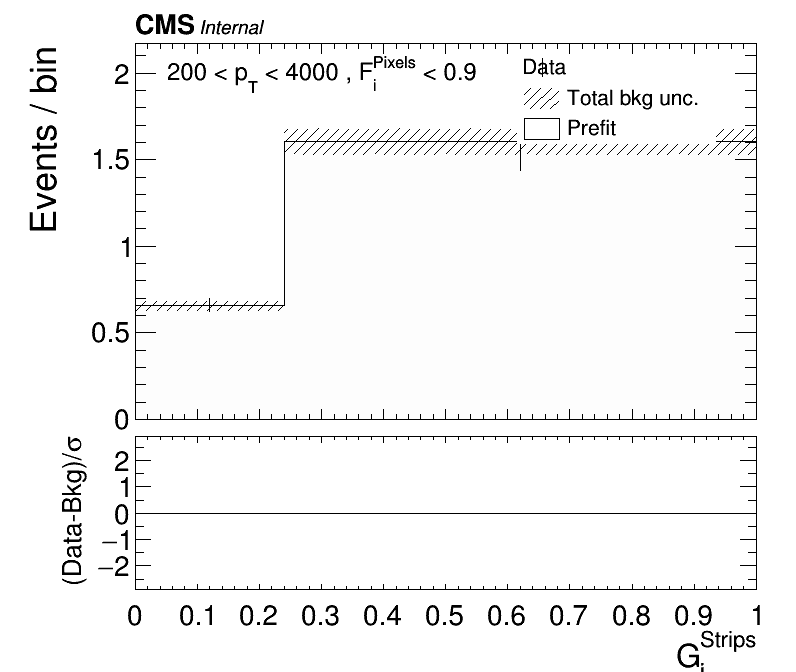 CMS Internal
200 < p_T < 4000 , F_i^Pixels < 0.9
Data
Total bkg unc.
Prefit
Events / bin
2
1.5
1
0.5
0
(Data-Bkg)/σ
2
1
0
−1
−2
0 0.1 0.2 0.3 0.4 0.5 0.6 0.7 0.8 0.9 1
G_i^Strips